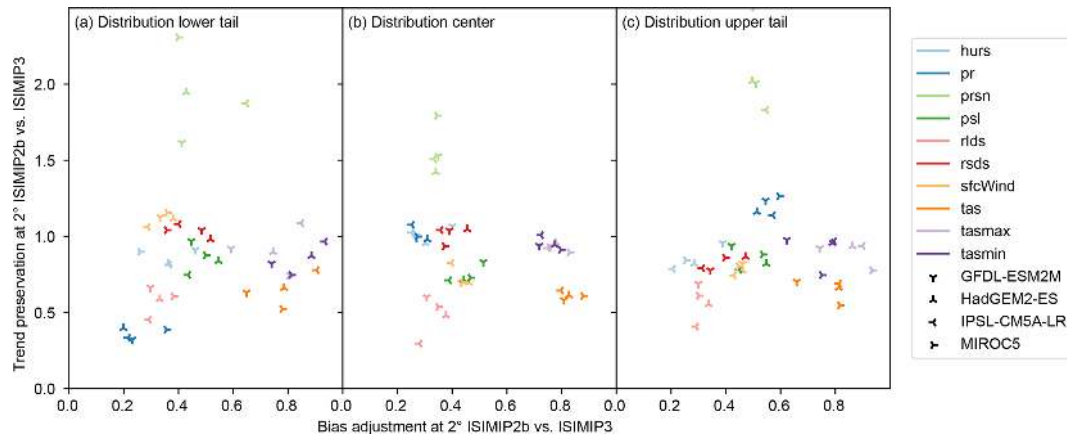 (a) Distribution lower tail
(b) Distribution center
(c) Distribution upper tail
Trend preservation at 2° ISIMIP2b vs. ISIMIP3
2.0
1.5
1.0
0.5
0.0
0.0 0.2 0.4 0.6 0.8 0.0 0.2 0.4 0.6 0.8 0.0 0.2 0.4 0.6 0.8
Bias adjustment at 2° ISIMIP2b vs. ISIMIP3
hurs
pr
prsn
psl
rlds
rsds
sfcWind
tas
tasmax
tasmin
GFDL-ESM2M
HadGEM2-ES
IPSL-CM5A-LR
MIROC5